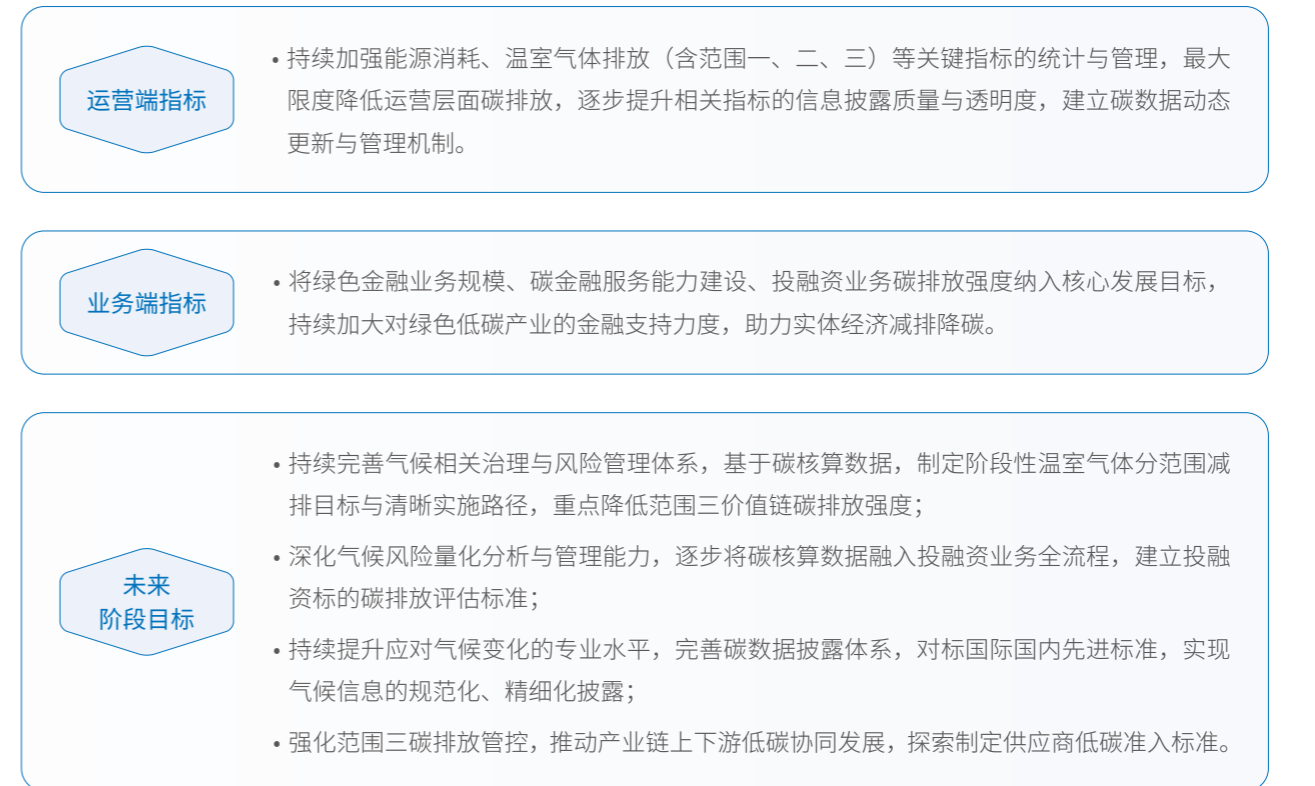 运营端指标
• 持续加强能源消耗、温室气体排放（含范围一、二、三）等关键指标的统计与管理，最大
限度降低运营层面碳排放，逐步提升相关指标的信息披露质量与透明度，建立碳数据动态
更新与管理机制。
业务端指标
• 将绿色金融业务规模、碳金融服务能力建设、投融资业务碳排放强度纳入核心发展目标，
持续加大对绿色低碳产业的金融支持力度，助力实体经济减排降碳。
未来
阶段目标
• 持续完善气候相关治理与风险管理体系，基于碳核算数据，制定阶段性温室气体分范围减
排目标与清晰实施路径，重点降低范围三价值链碳排放强度；
• 深化气候风险量化分析与管理能力，逐步将碳核算数据融入投融资业务全流程，建立投融
资标的碳排放评估标准；
• 持续提升应对气候变化的专业水平，完善碳数据披露体系，对标国际国内先进标准，实现
气候信息的规范化、精细化披露；
• 强化范围三碳排放管控，推动产业链上下游低碳协同发展，探索制定供应商低碳准入标准。